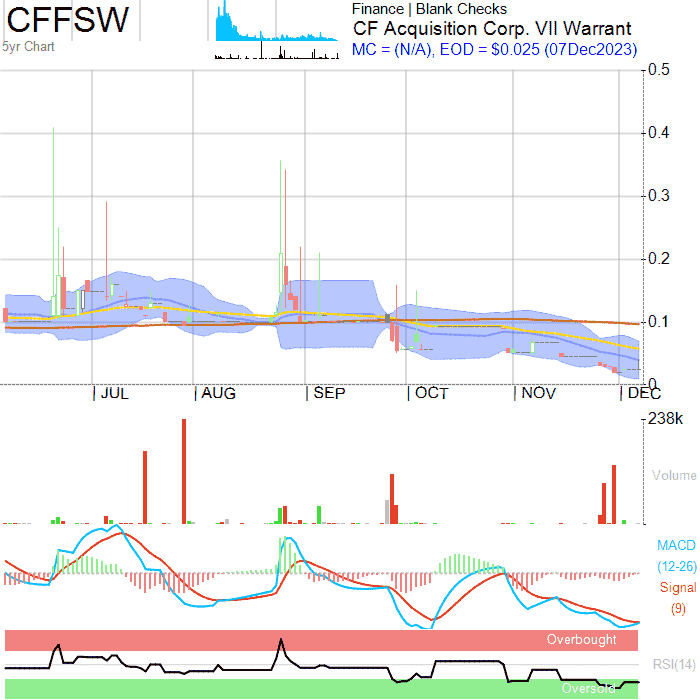 CFFSW
5yr Chart
Finance | Blank Checks
CF Acquisition Corp. VII Warrant
MC = (N/A), EOD = $0.025 (07Dec2023)
0.5
0.4
0.3
0.2
0.1
0
JUL AUG SEP OCT NOV DEC
238k
Volume
MACD
(12-26)
Signal
(9)
Overbought
RSI(14)
Oversold